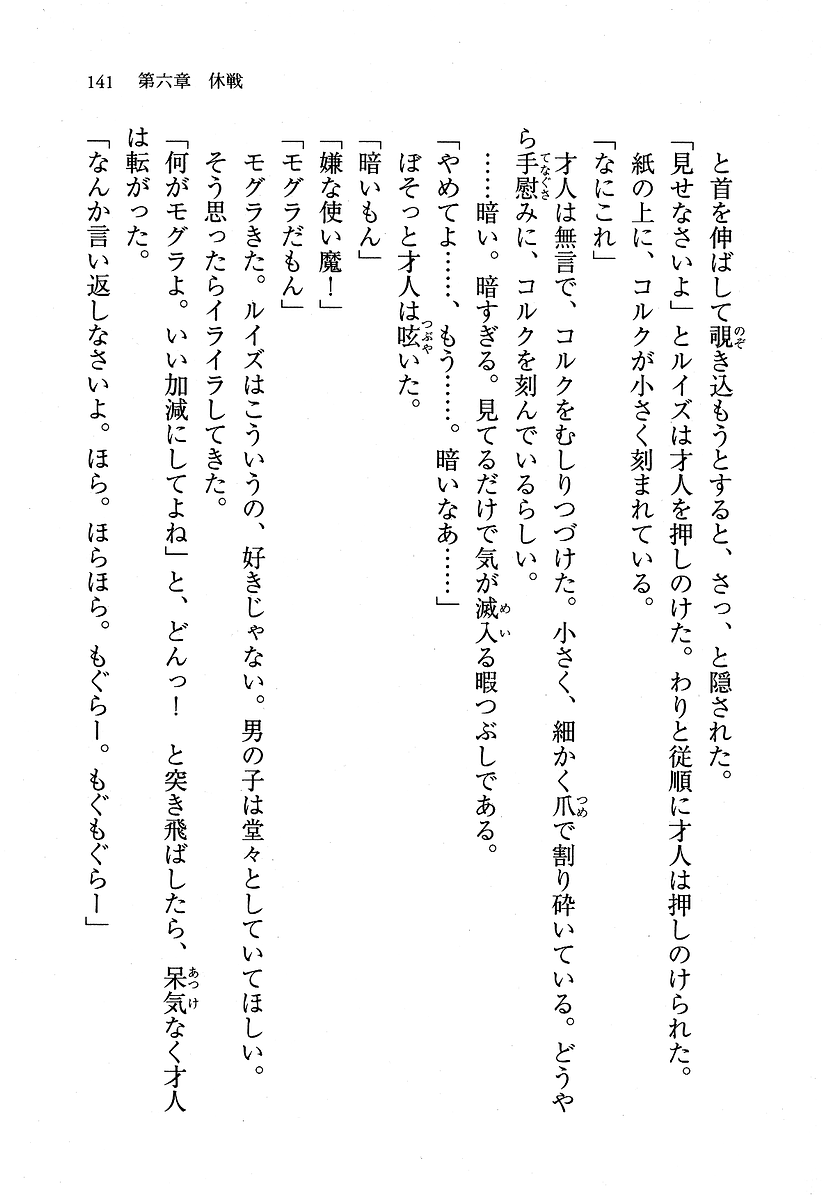 141　第六章　休戦
　と首を伸ばして覗き込もうとすると、さっ、と隠された。
「見せなさいよ」とルイズは才人を押しのけた。わりと従順に才人は押しのけられた。
　紙の上に、コルクが小さく刻まれている。
「なにこれ」
　才人は無言で、コルクをむしりつづけた。小さく、細かく爪で割り砕いている。どうや
ら手慰みに、コルクを刻んでいるらしい。
　……暗い。暗すぎる。見てるだけで気が滅入る暇つぶしである。
「やめてよ……、もう……。暗いなあ……」
　ぼそっと才人は呟いた。
「暗いもん」
「嫌な使い魔！」
「モグラだもん」
　モグラきた。ルイズはこういうの、好きじゃない。男の子は堂々としていてほしい。
　そう思ったらイライラしてきた。
「何がモグラよ。いい加減にしてよね」と、どんっ！　と突き飛ばしたら、呆気なく才人
は転がった。
「なんか言い返しなさいよ。ほら。ほらほら。もぐらー。もぐもぐらー」